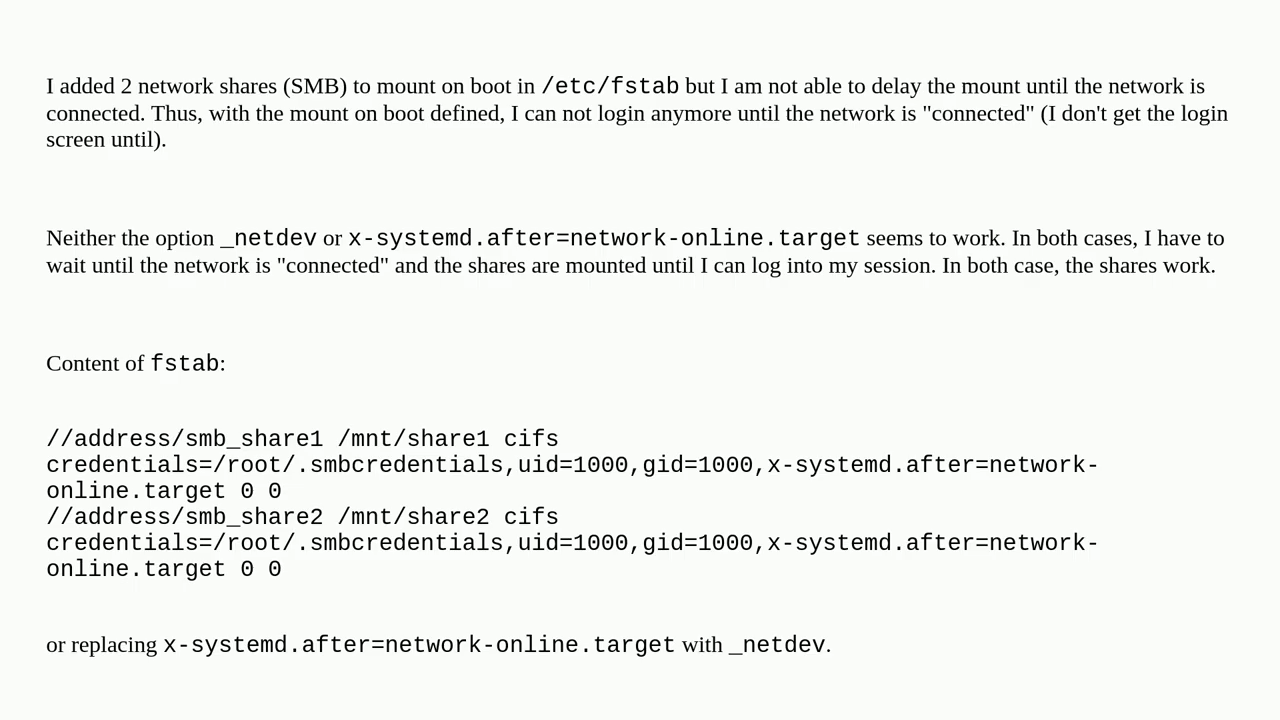 I added 2 network shares (SMB) to mount on boot in /etc/fstab but I am not able to delay the mount until the network is
connected. Thus, with the mount on boot defined, I can not login anymore until the network is "connected" (I don't get the login
screen until).
Neither the option _netdev or x-systemd.after=network-online.target seems to work. In both cases, I have to
wait until the network is "connected" and the shares are mounted until I can log into my session. In both case, the shares work.
Content of fstab:
//address/smb_share1 /mnt/share1 cifs
credentials=/root/.smbcredentials,uid=1000,gid=1000,x-systemd.after=network-
online.target 0 0
//address/smb_share2 /mnt/share2 cifs
credentials=/root/.smbcredentials,uid=1000,gid=1000,x-systemd.after=network-
online.target 0 0
or replacing x-systemd.after=network-online.target with _netdev.